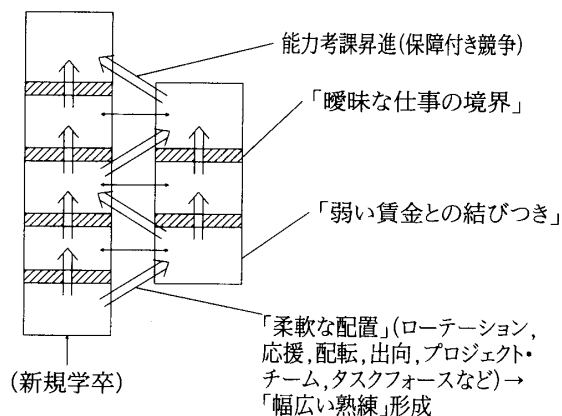 能力考課昇進(保障付き競争)
「曖昧な仕事の境界」
「弱い賃金との結びつき」
「柔軟な配置」(ローテーション,
応援,配転,出向,プロジェクト・
チーム,タスクフォースなど)→
「幅広い熟練」形成
(新規学卒)